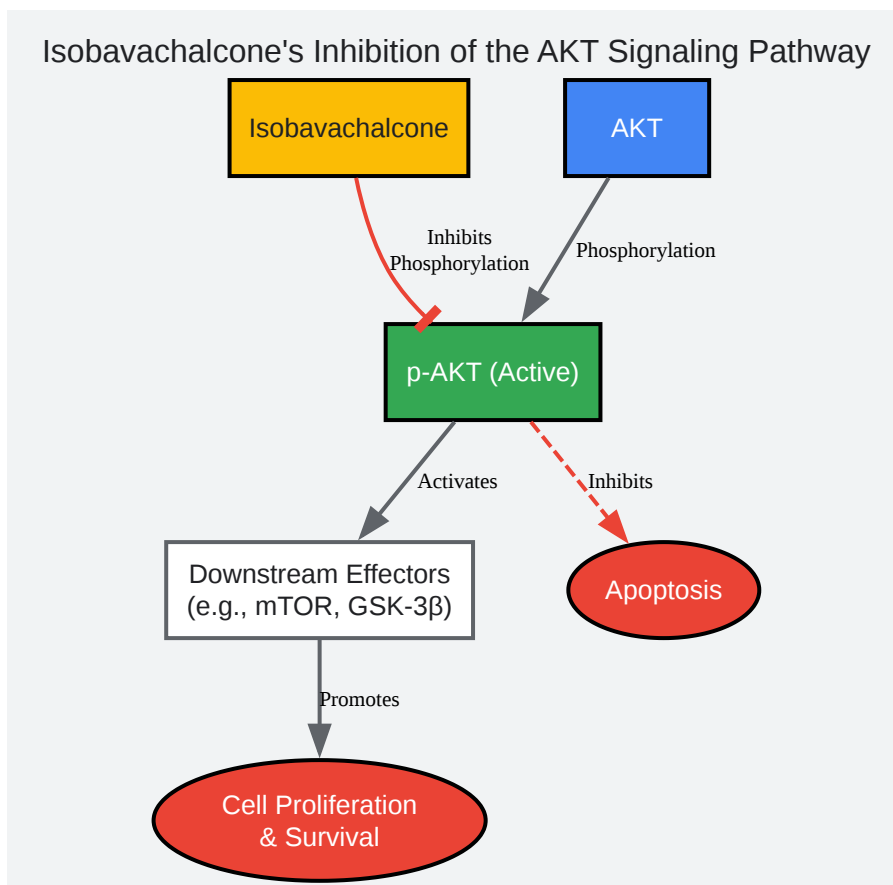 Isobavachalcone's Inhibition of the AKT Signaling Pathway
Isobavachalcone
AKT
Inhibits
Phosphorylation
Phosphorylation
p-AKT (Active)
Activates
Inhibits
Downstream Effectors
(e.g., mTOR, GSK-3β)
Apoptosis
Promotes
Cell Proliferation
& Survival